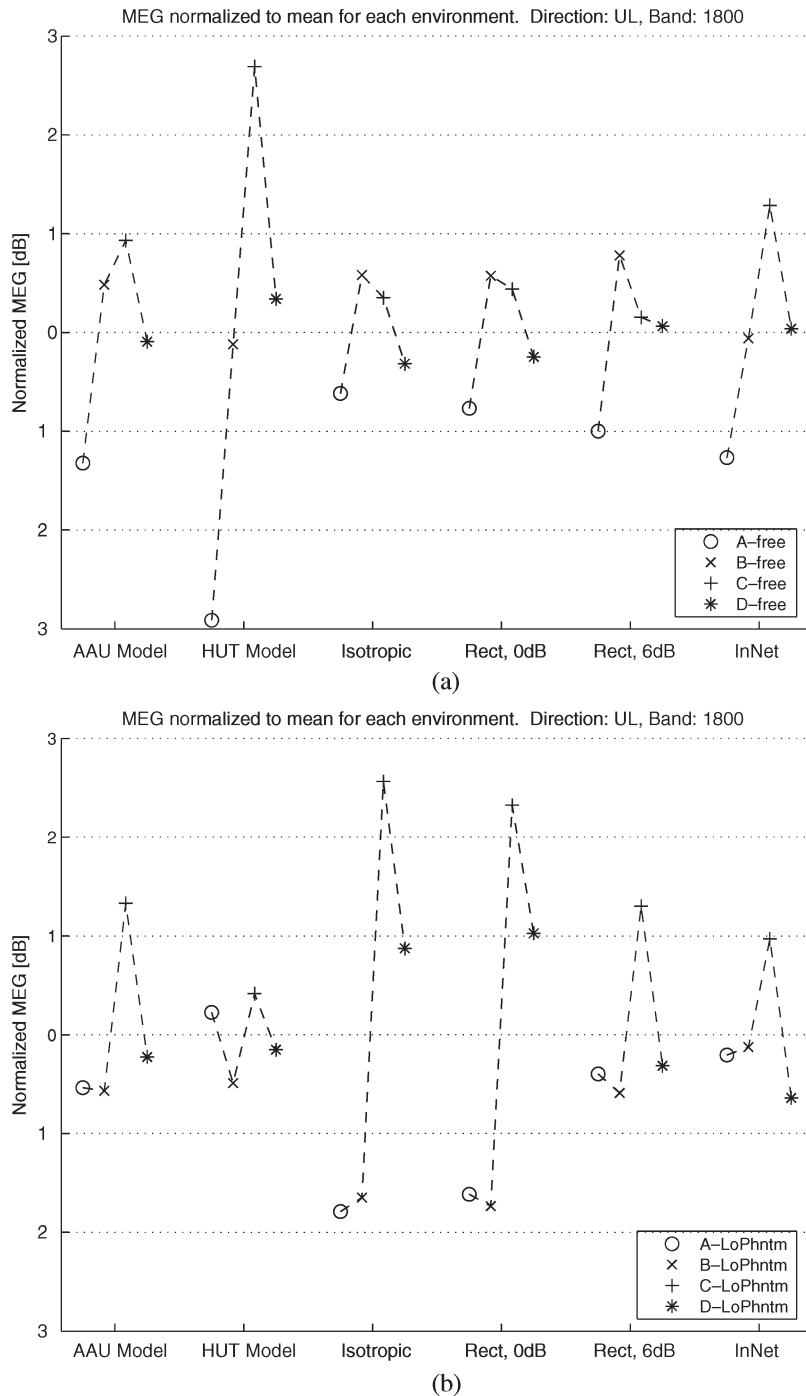 MEG normalized to mean for each environment. Direction: UL, Band: 1800
3
2
1
0
1
2
3
Normalized MEG [dB]
A–free
B–free
C–free
D–free
AAU Model HUT Model Isotropic Rect, 0dB Rect, 6dB InNet
(a)
MEG normalized to mean for each environment. Direction: UL, Band: 1800
3
2
1
0
1
2
3
Normalized MEG [dB]
A–LoPhntm
B–LoPhntm
C–LoPhntm
D–LoPhntm
AAU Model HUT Model Isotropic Rect, 0dB Rect, 6dB InNet
(b)